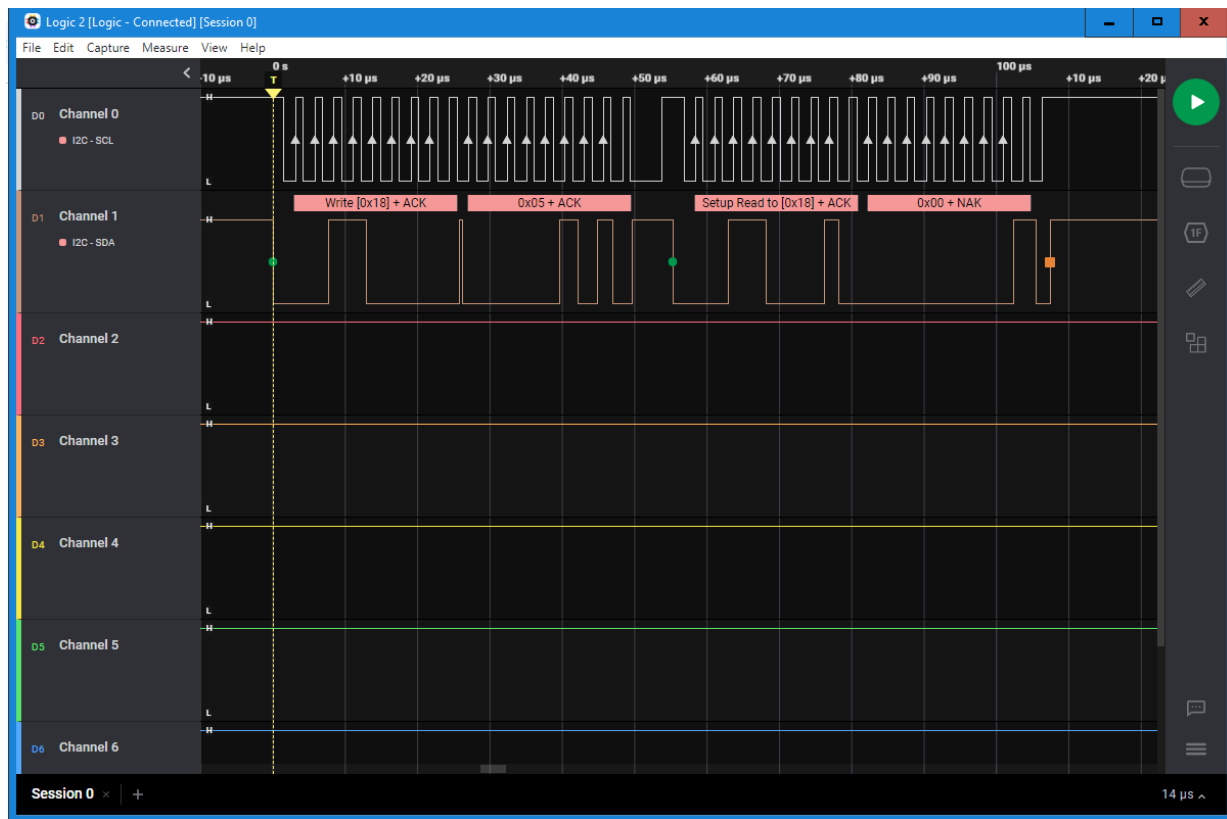 Logic 2 [Logic - Connected] [Session 0]
File Edit Capture Measure View Help
0 s 100 µs
-10 µs T +10 µs +20 µs +30 µs +40 µs +50 µs +60 µs +70 µs +80 µs +90 µs +10 µs +20 µ
H
D0 Channel 0
I2C - SCL
L
Write [0x18] + ACK 0x05 + ACK Setup Read to [0x18] + ACK 0x00 + NAK
D1 Channel 1 H
I2C - SDA
1F
L
H
D2 Channel 2
L
H
D3 Channel 3
L
H
D4 Channel 4
L
H
D5 Channel 5
L
H
D6 Channel 6
Session 0 × + 14 µs